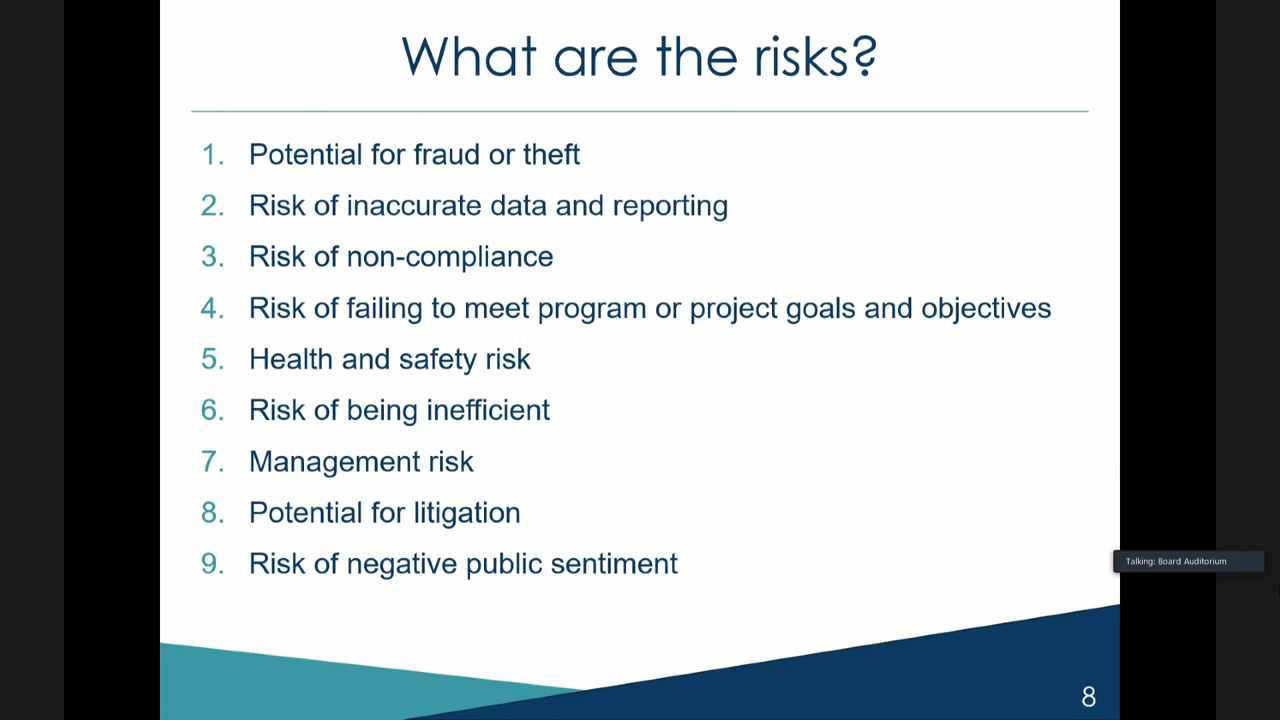 What are the risks?
1. Potential for fraud or theft
2. Risk of inaccurate data and reporting
3. Risk of non-compliance
4. Risk of failing to meet program or project goals and objectives
5. Health and safety risk
6. Risk of being inefficient
7. Management risk
8. Potential for litigation
9. Risk of negative public sentiment
Talking: Board Auditorium
8